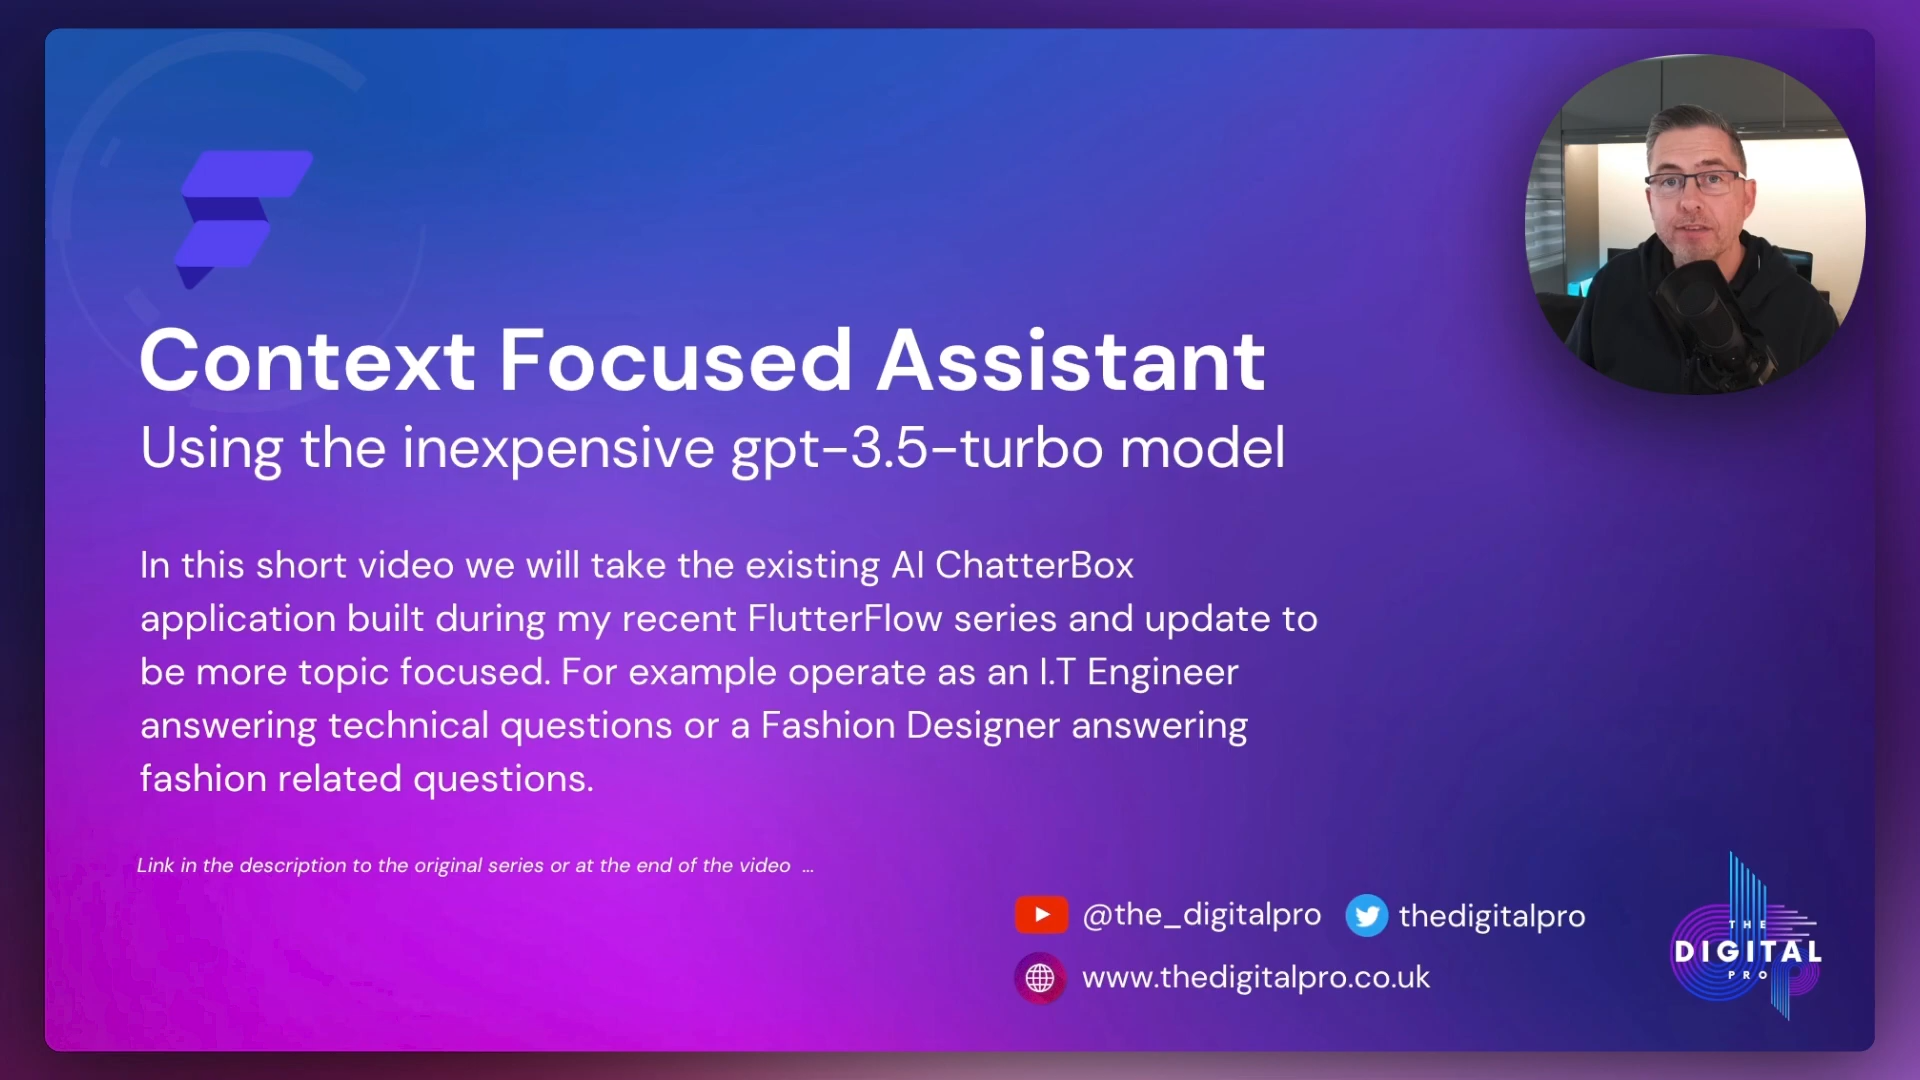 Context Focused Assistant
Using the inexpensive gpt-3.5-turbo model
In this short video we will take the existing AI ChatterBox
application built during my recent FlutterFlow series and update to
be more topic focused. For example operate as an I.T Engineer
answering technical questions or a Fashion Designer answering
fashion related questions.
Link in the description to the original series or at the end of the video ...
@the_digitalpro
thedigitalpro
www.thedigitalpro.co.uk
THE
DIGITAL
PRO